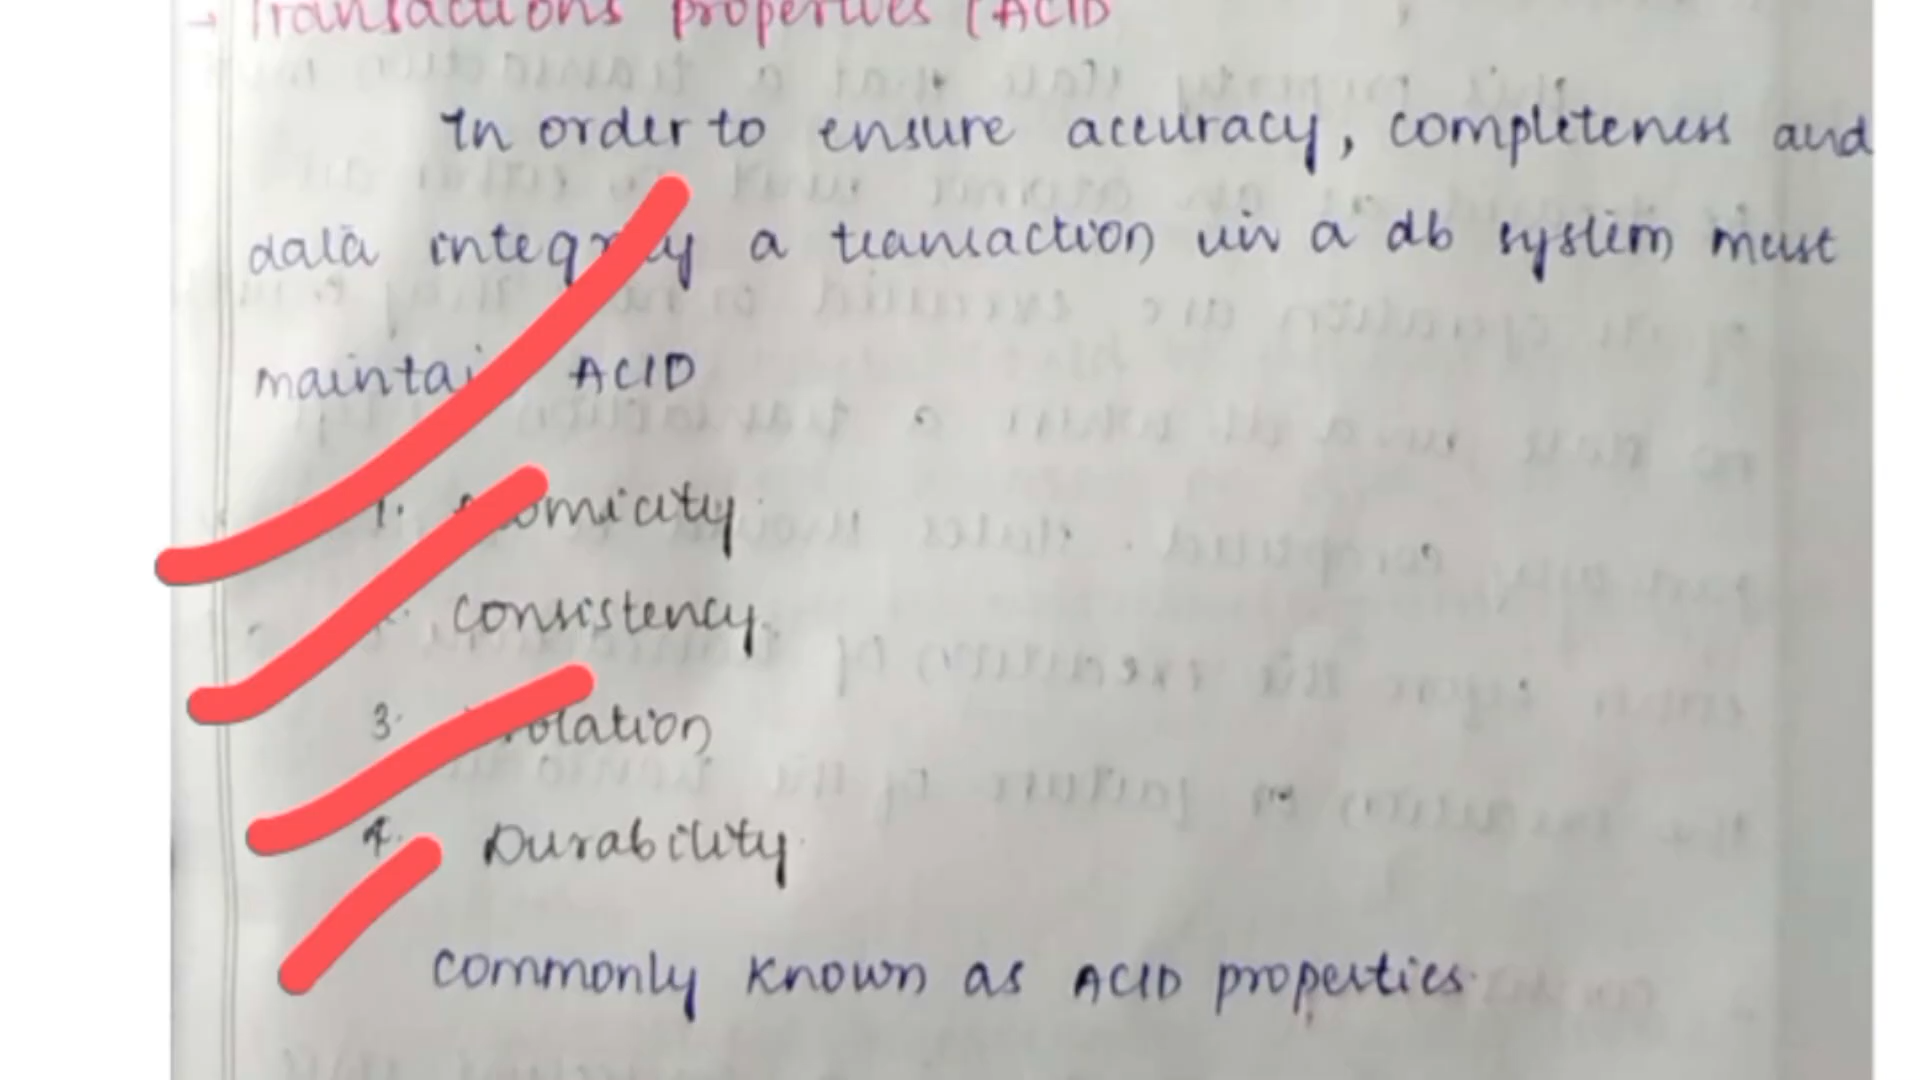 → Transactions properties (ACID
In order to ensure accuracy, completeness and
data integrity a transaction in a db system must
maintain ACID
1. Atomicity
consistency.
3. Isolation
4. Durability.
commonly known as ACID properties.